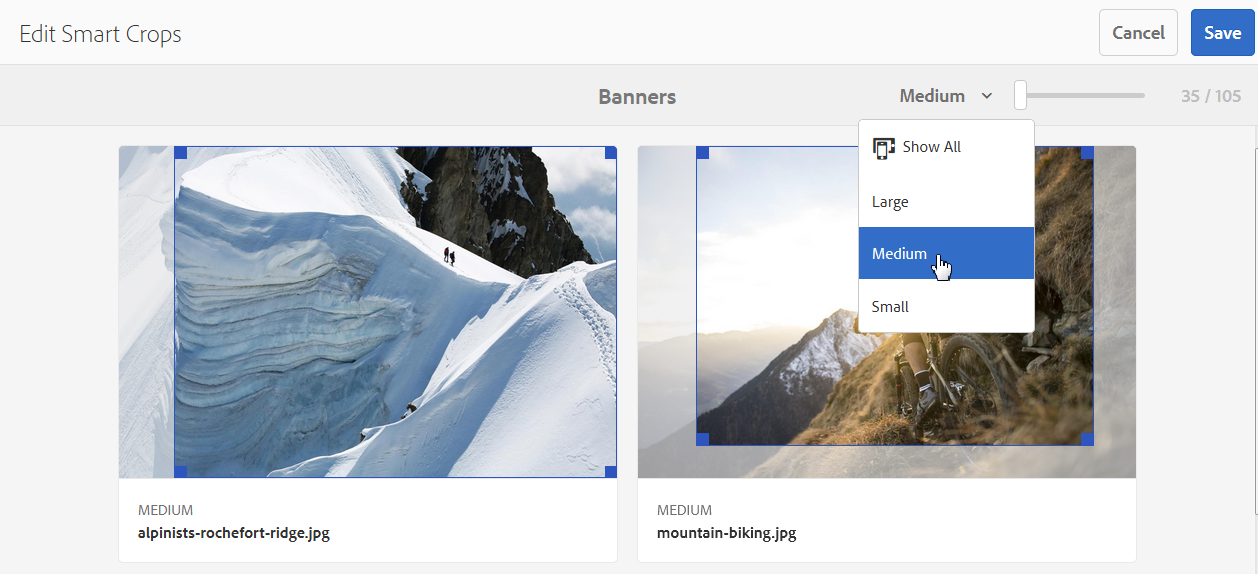 Edit Smart Crops
Cancel
Save
Banners
Medium
35 / 105
Show All
Large
Medium
Small
MEDIUM
alpinists-rochefort-ridge.jpg
MEDIUM
mountain-biking.jpg